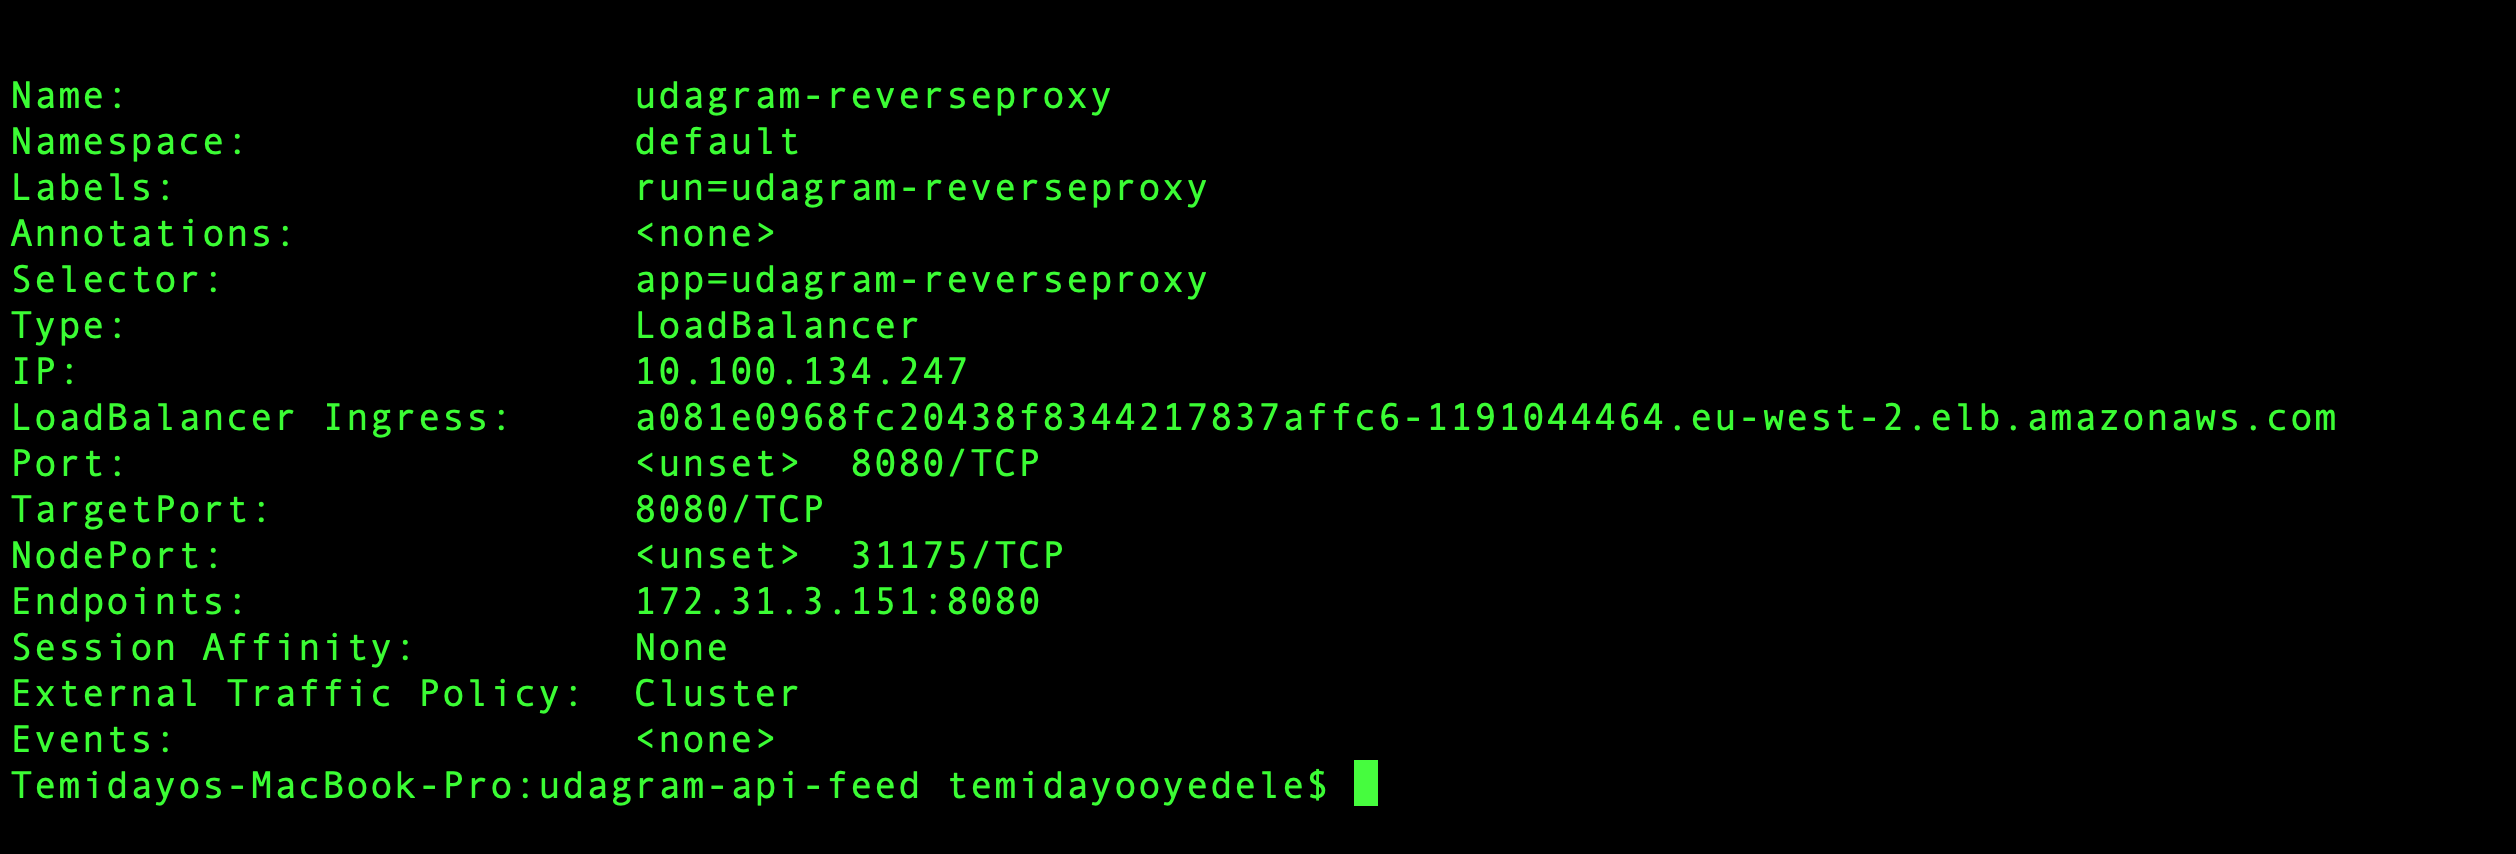 Name: udagram-reverseproxy
Namespace: default
Labels: run=udagram-reverseproxy
Annotations: <none>
Selector: app=udagram-reverseproxy
Type: LoadBalancer
IP: 10.100.134.247
LoadBalancer Ingress: a081e0968fc20438f8344217837affc6-1191044464.eu-west-2.elb.amazonaws.com
Port: <unset> 8080/TCP
TargetPort: 8080/TCP
NodePort: <unset> 31175/TCP
Endpoints: 172.31.3.151:8080
Session Affinity: None
External Traffic Policy: Cluster
Events: <none>
Temidayos-MacBook-Pro:udagram-api-feed temidayooyedele$